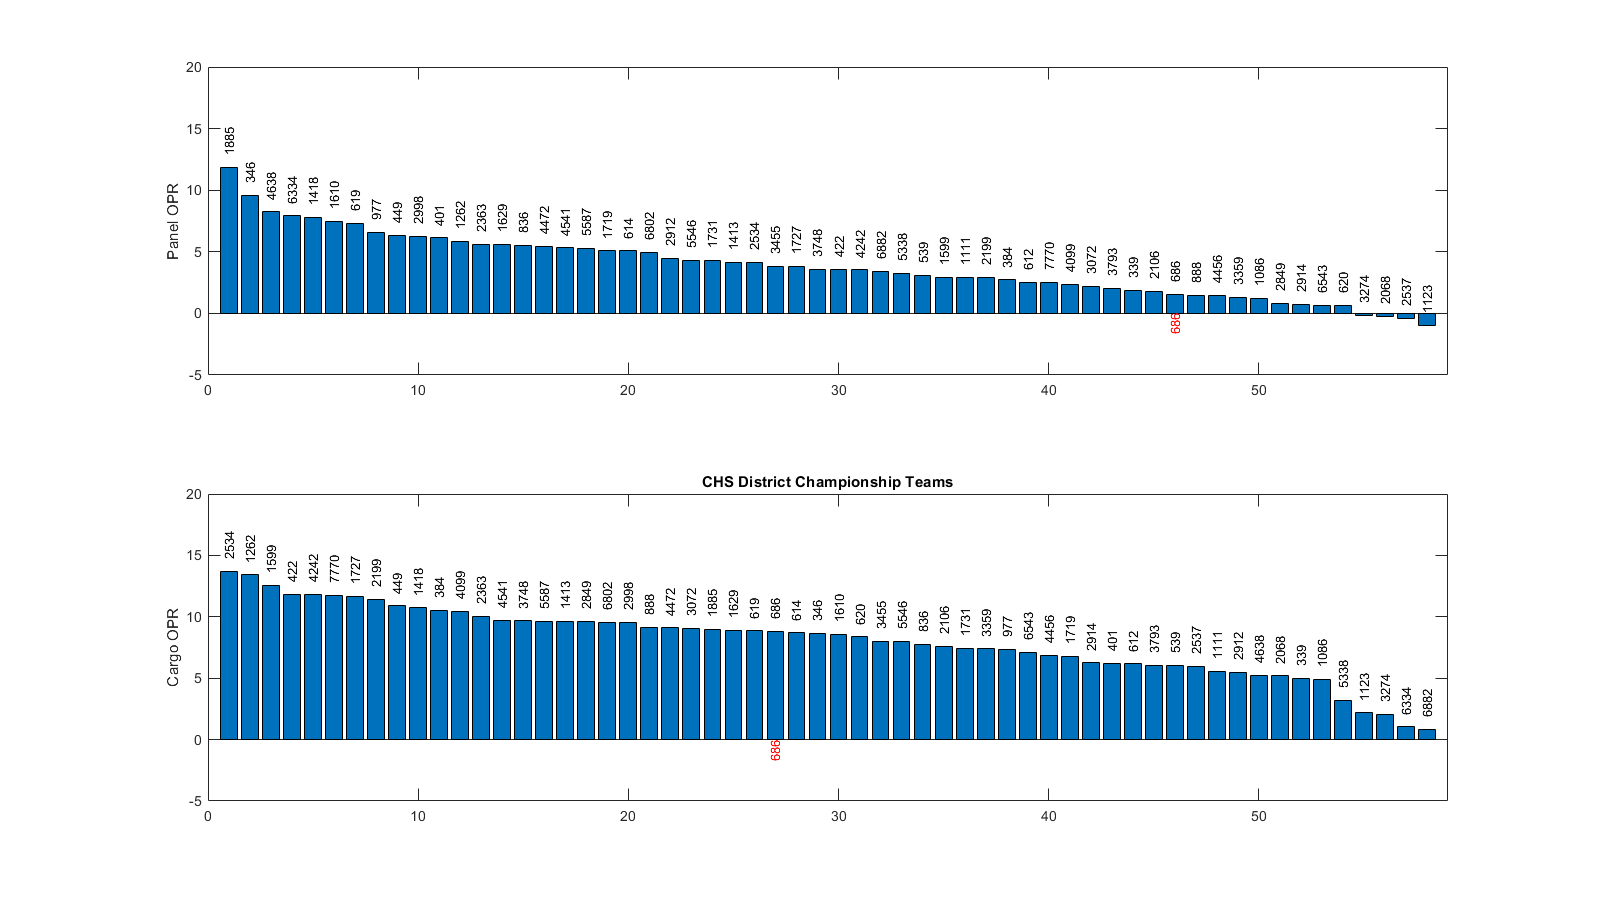 20
15
10
5
0
-5
Panel OPR
1885 346 4638 6334 1418 1610 619 977 449 2998 401 1262 2363 1629 836 4472 4541 5587 1719 614 6802 2912 5546 1731 1413 2534 3455 1727 3748 422 4242 6882 5338 539 1599 1111 2199 384 612 7770 4099 3072 3793 339 2106 686 888 4456 3359 1086 2849 2914 6543 620 3274 2068 2537 1123
686
0 10 20 30 40 50
CHS District Championship Teams
20
15
10
5
0
-5
Cargo OPR
2534 1262 1599 422 4242 7770 1727 2199 449 1418 384 4099 2363 4541 3748 5587 1413 2849 6802 2998 888 4472 3072 1885 1629 619 686 614 346 1610 620 3455 5546 836 2106 1731 3359 977 6543 4456 1719 2914 401 612 3793 539 2537 1111 2912 4638 2068 339 1086 5338 1123 3274 6334 6882
686
0 10 20 30 40 50